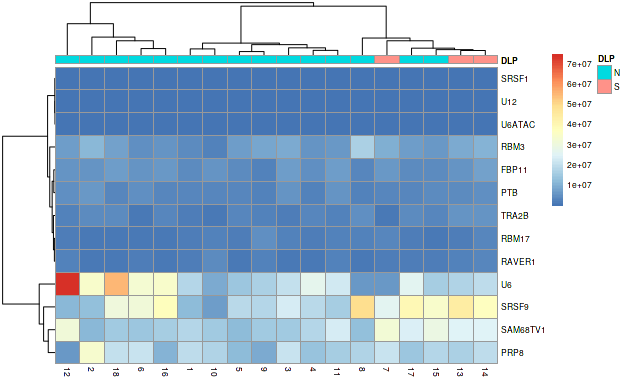 DLP
SRSF1
U12
U6ATAC
RBM3
FBP11
PTB
TRA2B
RBM17
RAVER1
U6
SRSF9
SAM68TV1
PRP8
12 2 18 6 16 1 10 5 9 3 4 11 8 7 17 15 13 14
7e+07
6e+07
5e+07
4e+07
3e+07
2e+07
1e+07
DLP
N
S